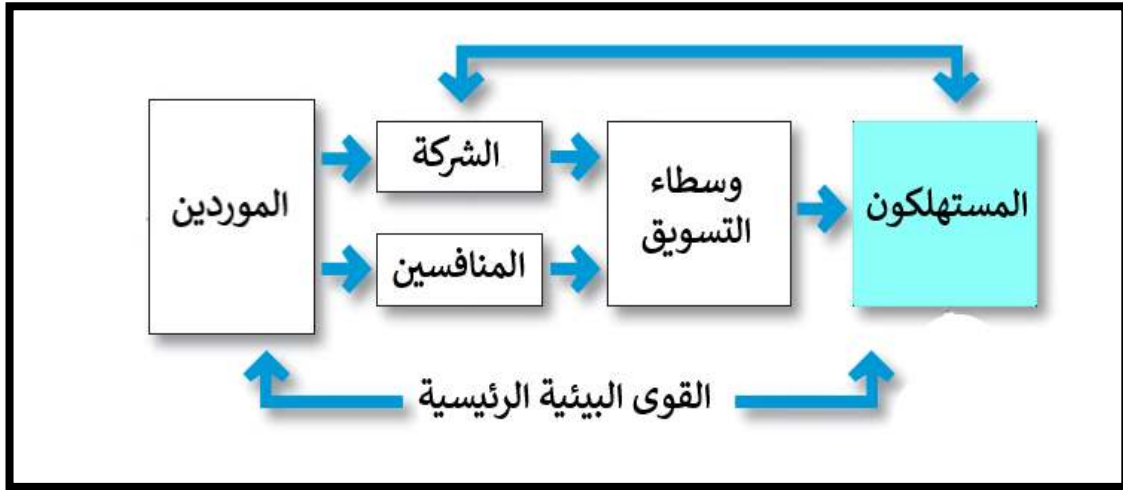 الموردين
الشركة
المنافسين
وسطاء
التسويق
المستهلكون
القوى البيئية الرئيسية